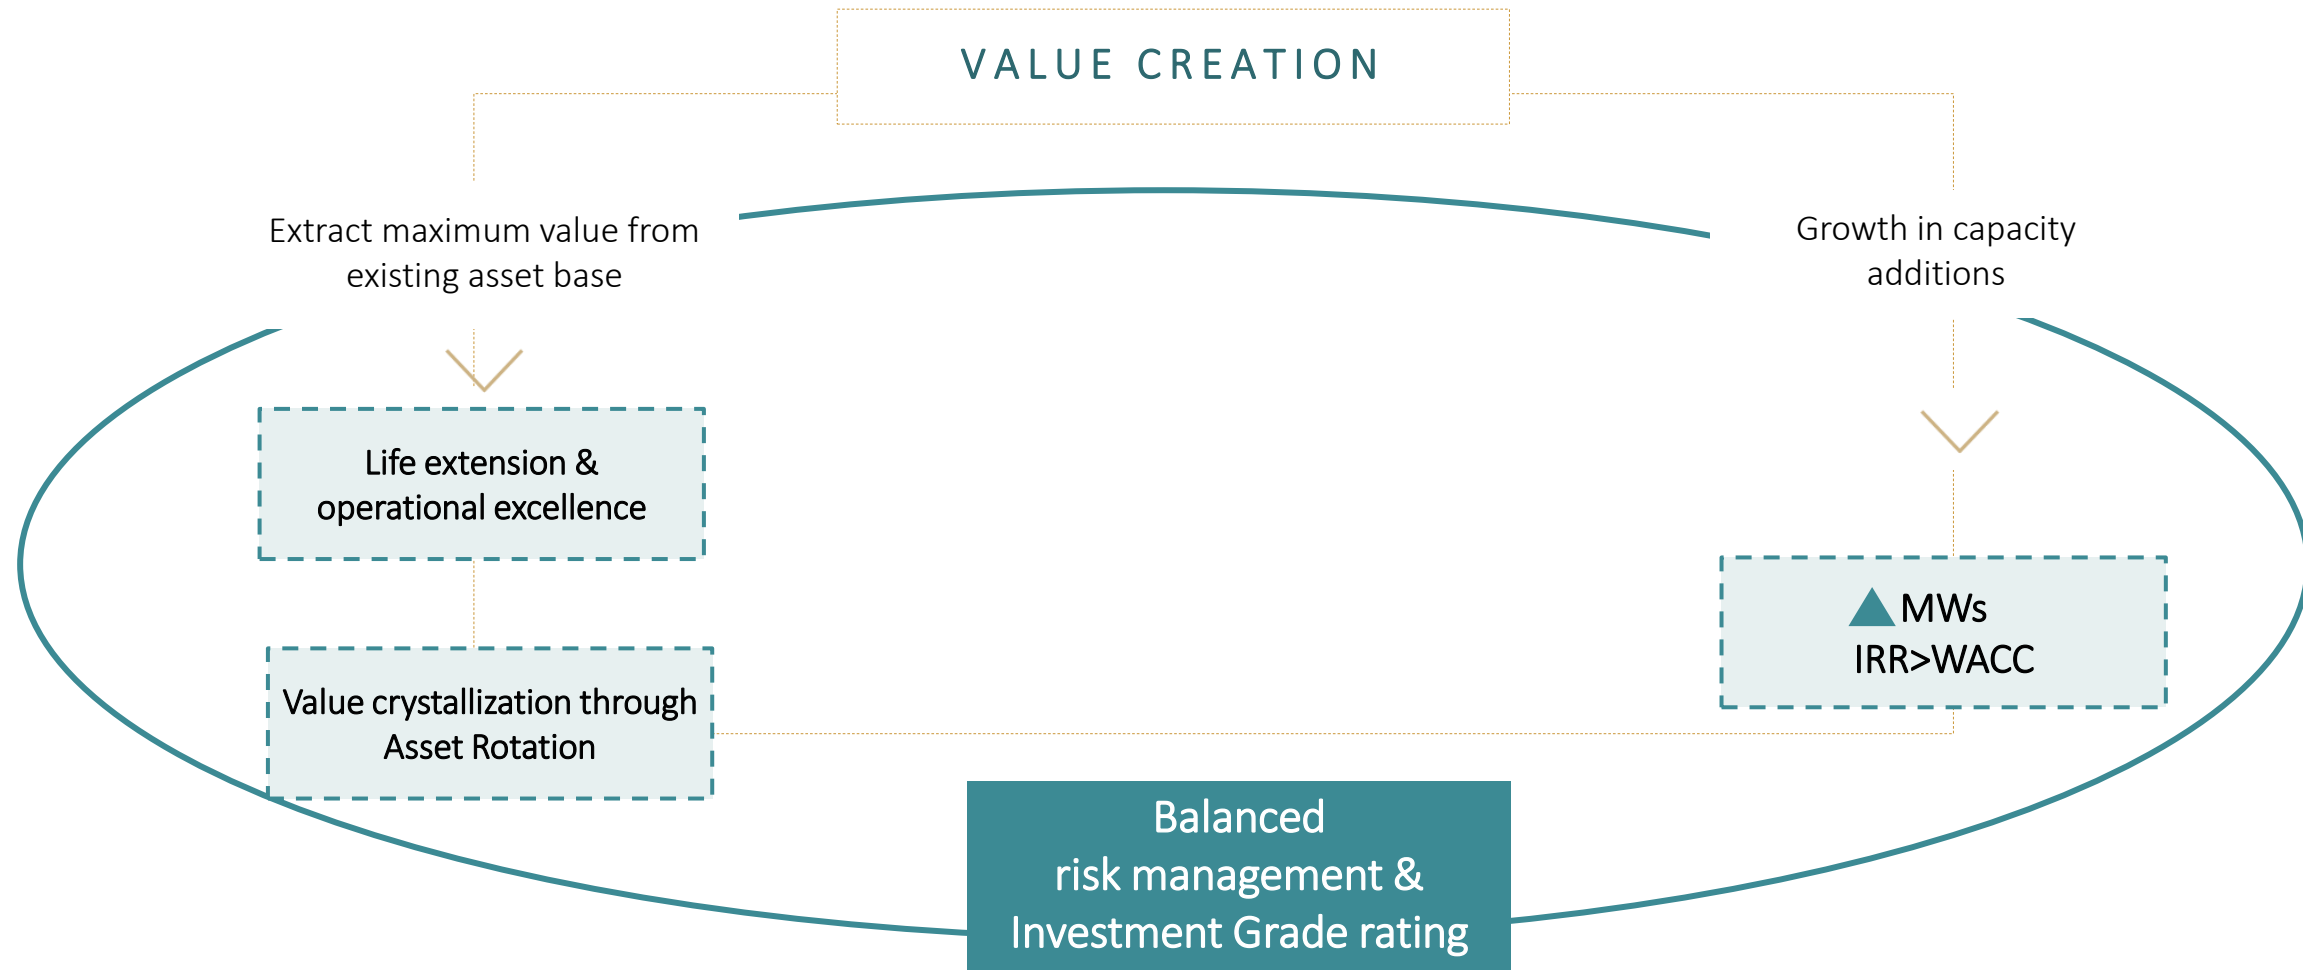 VALUE CREATION
Extract maximum value from
existing asset base
Growth in capacity
additions
Life extension &
operational excellence
Value crystallization through
Asset Rotation
MWs
IRR>WACC
Balanced
risk management &
Investment Grade rating